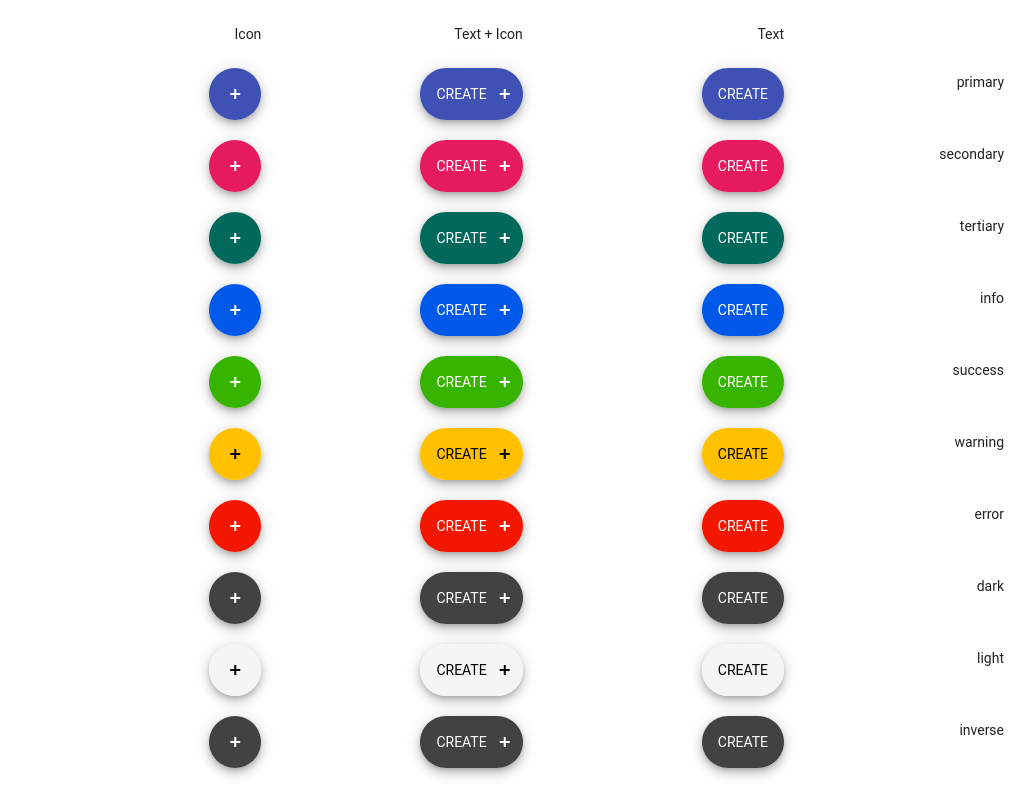 Icon Text + Icon Text
CREATE + CREATE primary
CREATE + CREATE secondary
CREATE + CREATE tertiary
CREATE + CREATE info
CREATE + CREATE success
CREATE + CREATE warning
CREATE + CREATE error
CREATE + CREATE dark
CREATE + CREATE light
CREATE + CREATE inverse